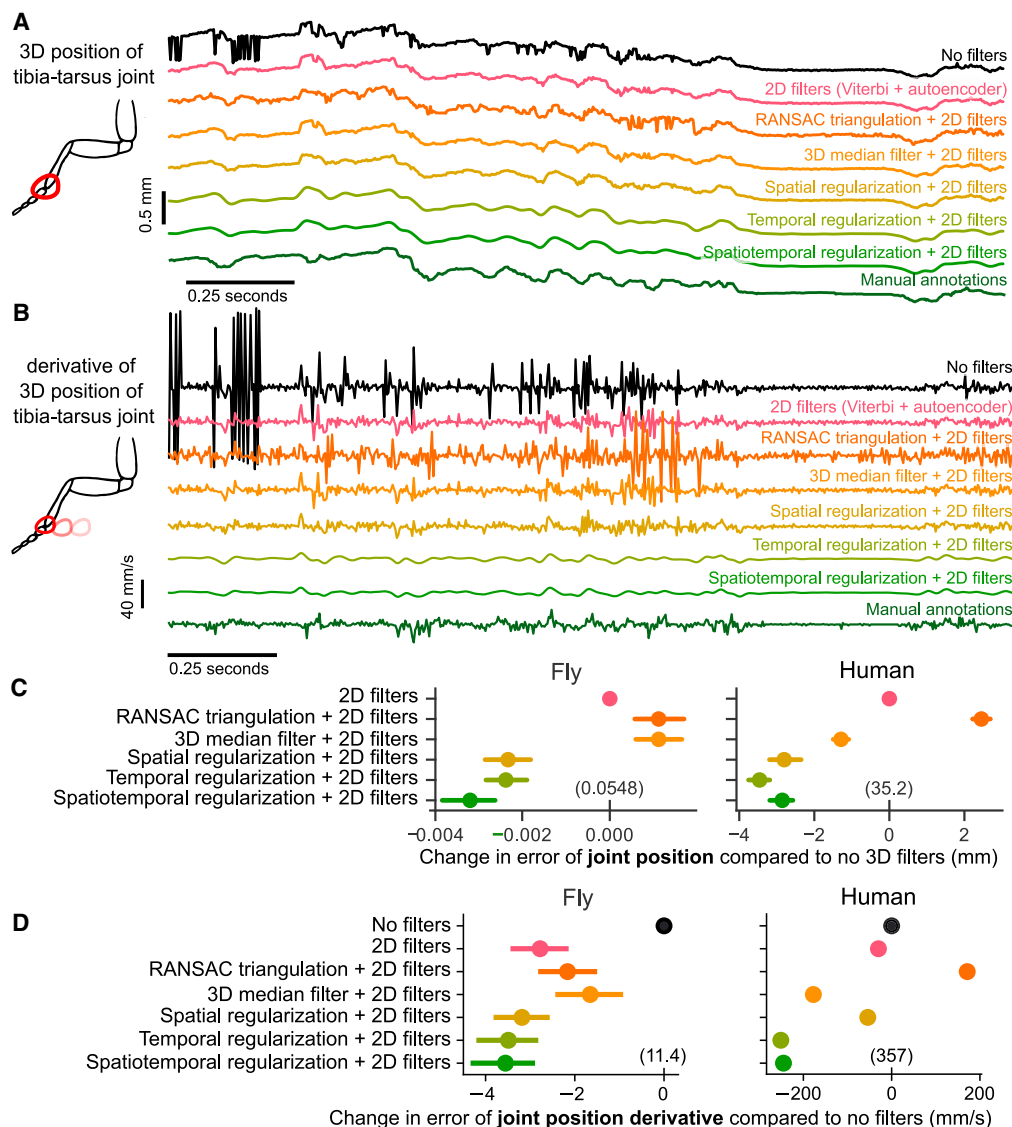 A
3D position of
tibia-tarsus joint
No filters
2D filters (Viterbi + autoencoder)
RANSAC triangulation + 2D filters
3D median filter + 2D filters
Spatial regularization + 2D filters
Temporal regularization + 2D filters
Spatiotemporal regularization + 2D filters
Manual annotations
0.5 mm
0.25 seconds
B
derivative of
3D position of
tibia-tarsus joint
No filters
2D filters (Viterbi + autoencoder)
RANSAC triangulation + 2D filters
3D median filter + 2D filters
Spatial regularization + 2D filters
Temporal regularization + 2D filters
Spatiotemporal regularization + 2D filters
Manual annotations
40 mm/s
0.25 seconds
C
Fly
Human
2D filters
RANSAC triangulation + 2D filters
3D median filter + 2D filters
Spatial regularization + 2D filters
Temporal regularization + 2D filters
Spatiotemporal regularization + 2D filters
(0.0548)
(35.2)
−0.004 −0.002 0.000
−4 −2 0 2
Change in error of joint position compared to no 3D filters (mm)
D
Fly
Human
No filters
2D filters
RANSAC triangulation + 2D filters
3D median filter + 2D filters
Spatial regularization + 2D filters
Temporal regularization + 2D filters
Spatiotemporal regularization + 2D filters
(11.4)
(357)
−4 −2 0
−200 0 200
Change in error of joint position derivative compared to no filters (mm/s)